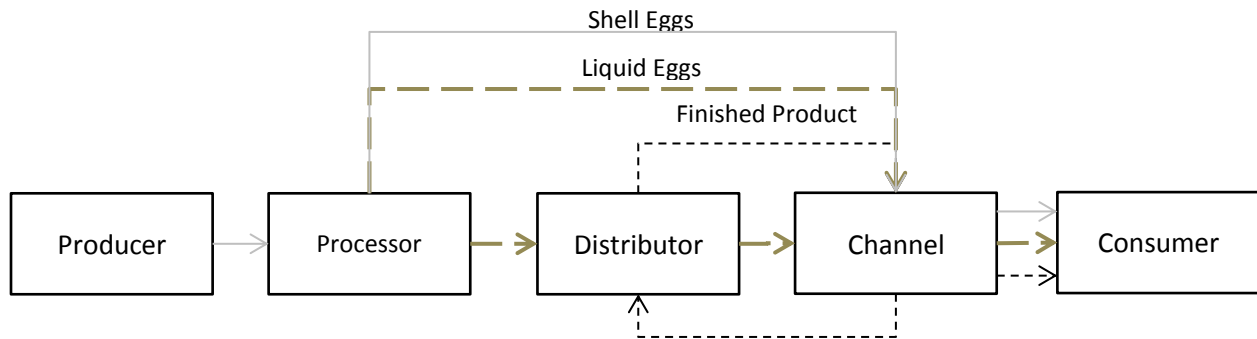 Shell Eggs
Liquid Eggs
Finished Product
Producer
Processor
Distributor
Channel
Consumer